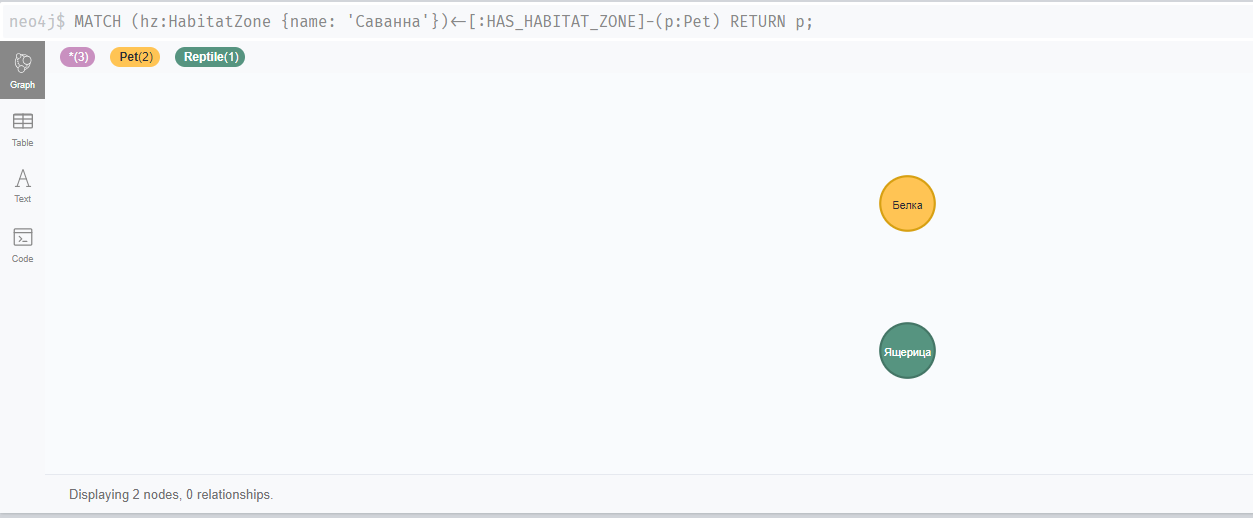 neo4j$ MATCH (hz:HabitatZone {name: 'Саванна'})<-[:HAS_HABITAT_ZONE]-(p:Pet) RETURN p;
*(3) Pet(2) Reptile(1)
Graph
Table
Text
Code
Белка
Ящерица
Displaying 2 nodes, 0 relationships.